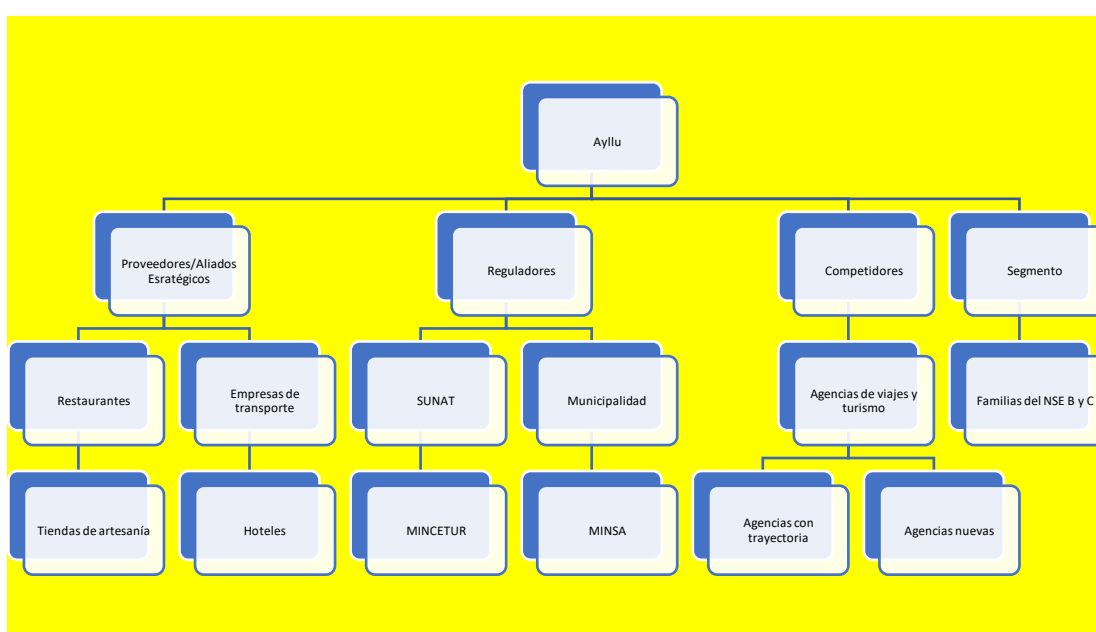 Ayllu
Proveedores/Aliados
Esratégicos
Reguladores
Competidores
Segmento
Restaurantes
Empresas de
transporte
SUNAT
Municipalidad
Agencias de viajes y
turismo
Familias del NSE B y C
Tiendas de artesanía
Hoteles
MINCETUR
MINSA
Agencias con
trayectoria
Agencias nuevas